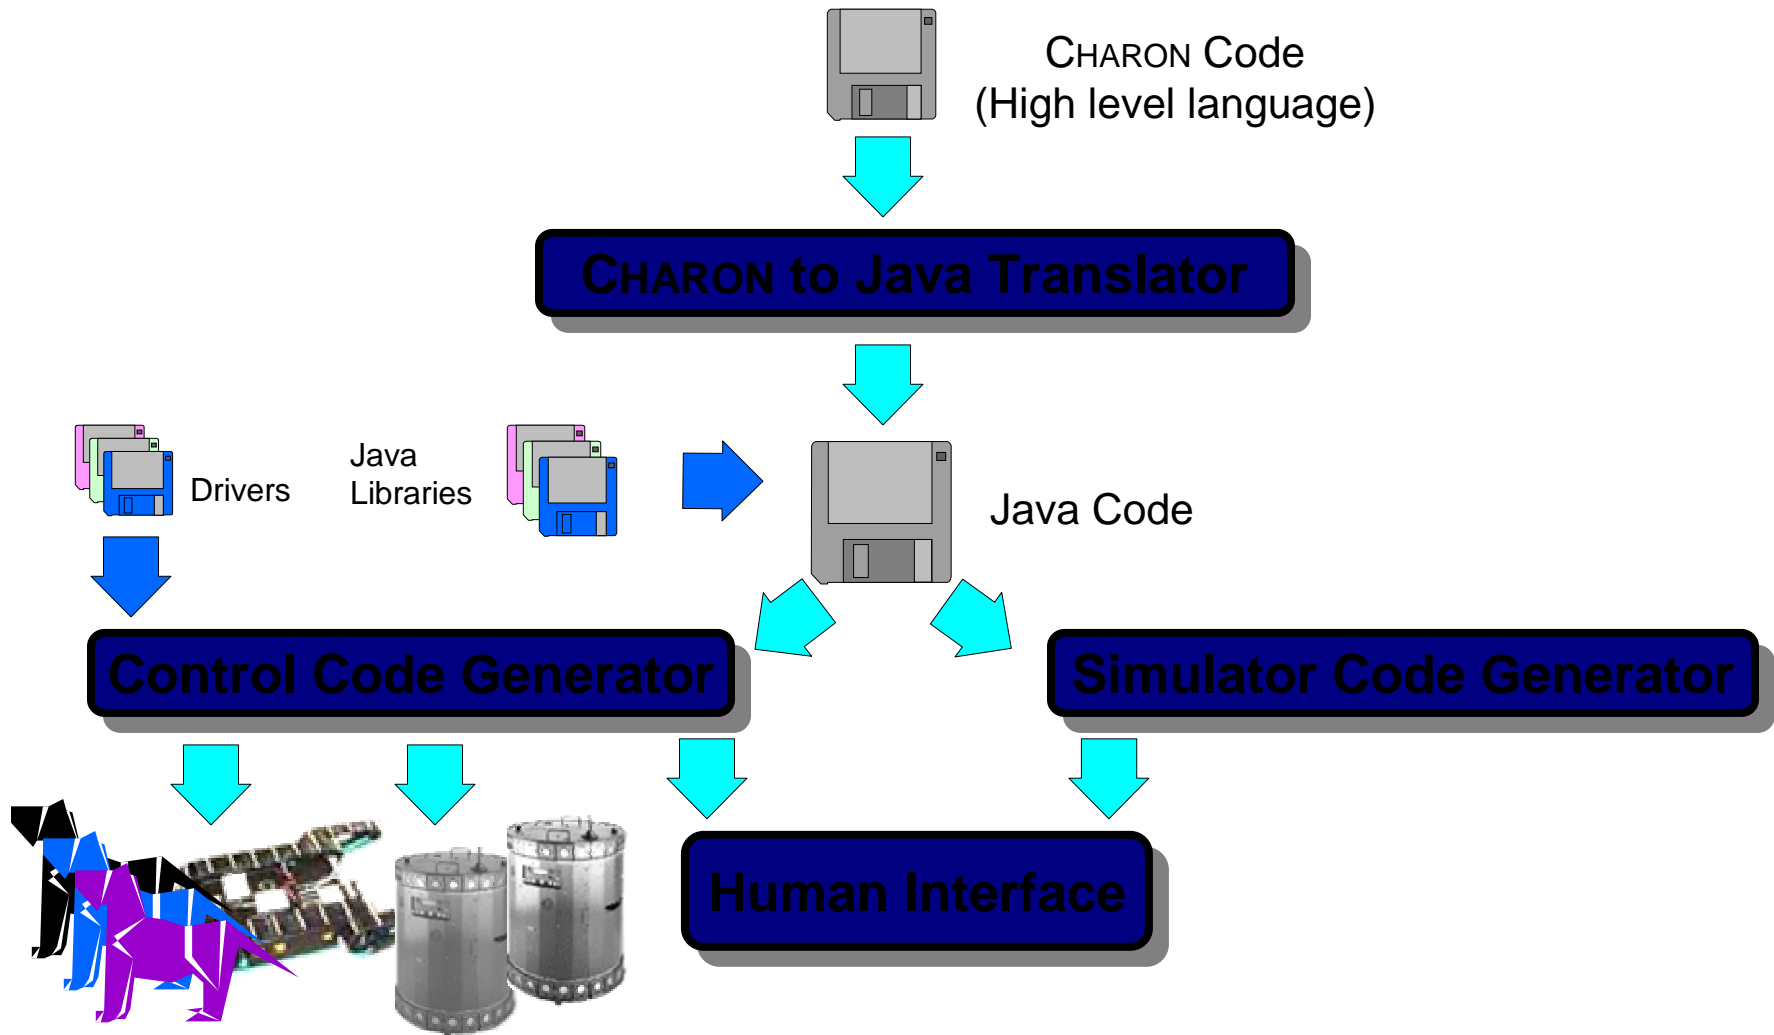 CHARON Code
(High level language)
CHARON to Java Translator
Drivers
Java
Libraries
Java Code
Control Code Generator
Simulator Code Generator
Human Interface